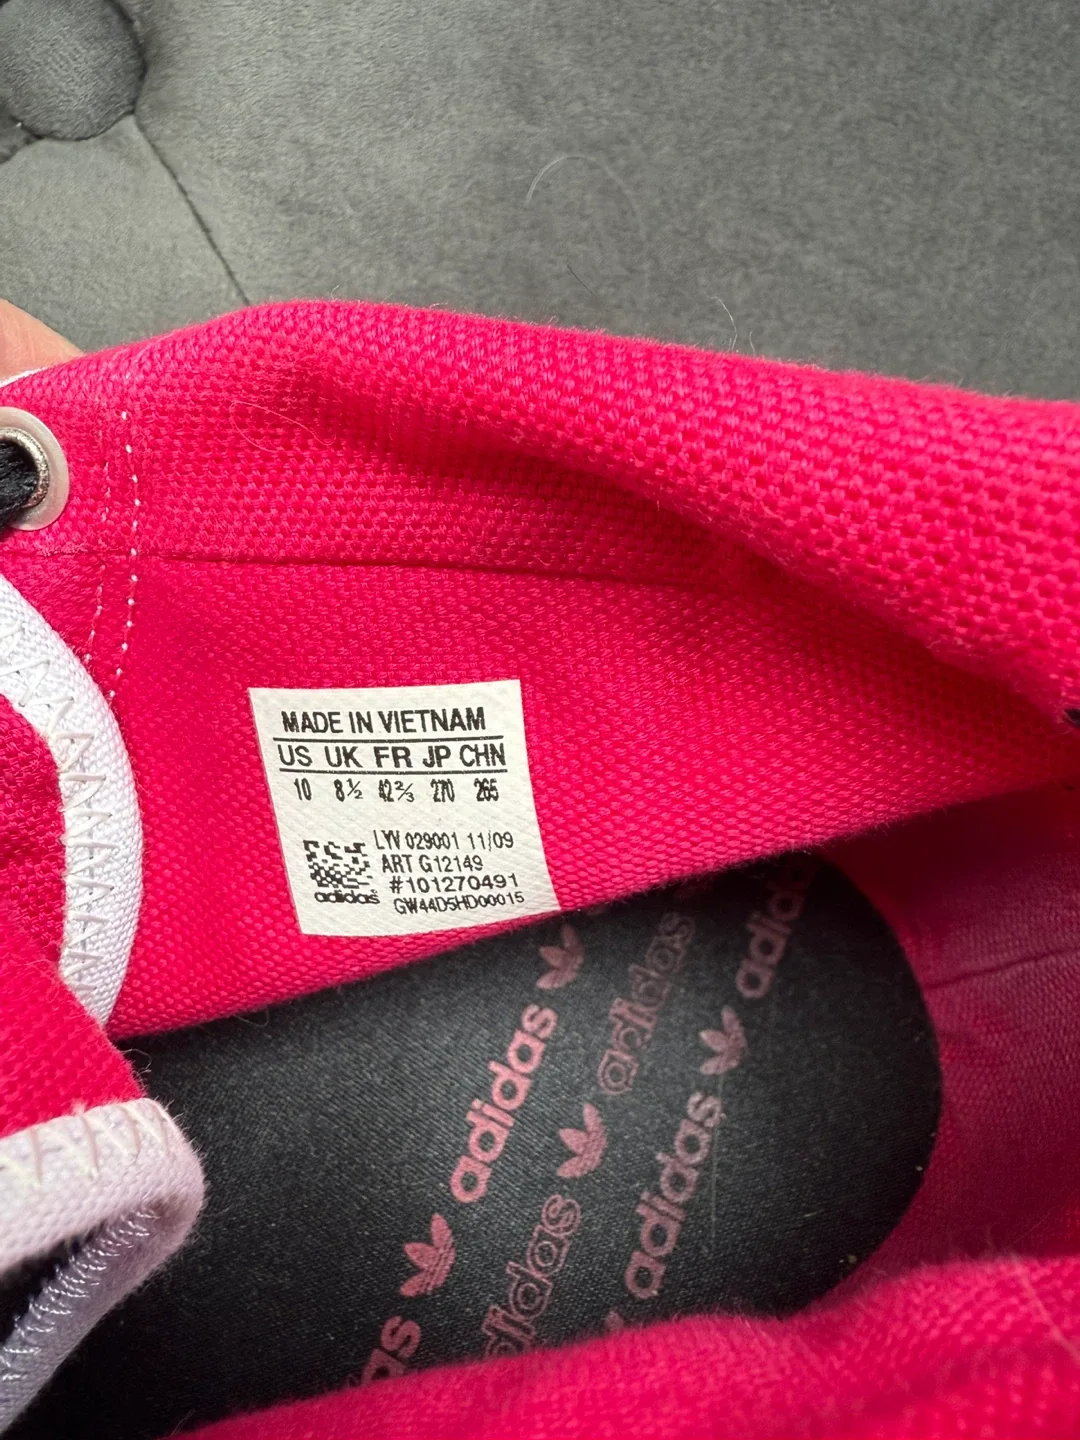 MADE IN VIETNAM
US UK FR JP CHN
10 8½ 42⅔ 270 265
LYV 029001 11/09
ART G12149
#101270491
adidas
GW44D5HD00015
adidas
adidas
adidas
adidas
adidas